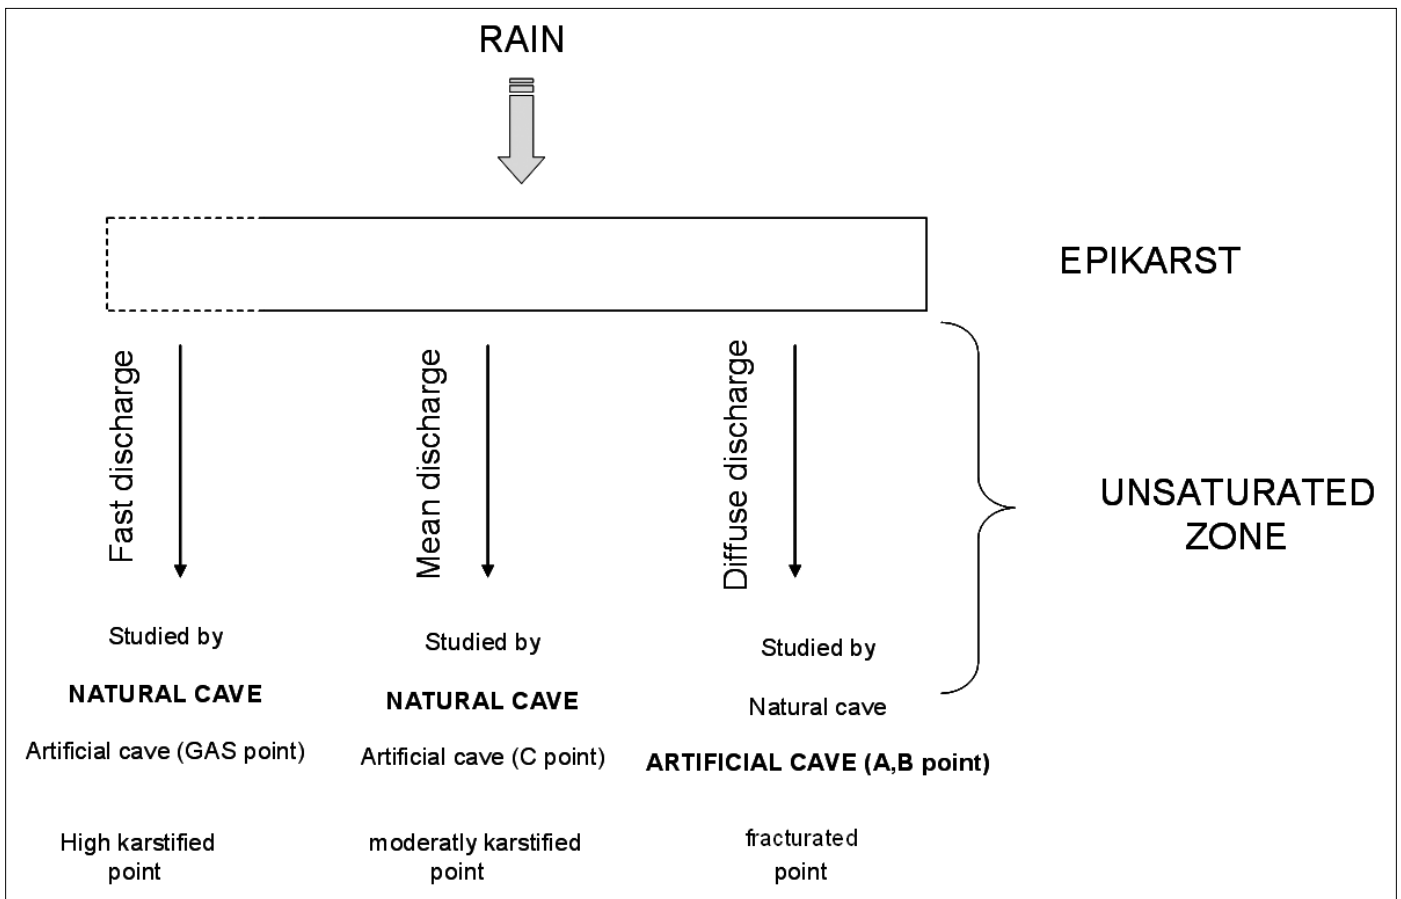 RAIN
EPIKARST
Fast discharge
Mean discharge
Diffuse discharge
UNSATURATED
ZONE
Studied by
NATURAL CAVE
Artificial cave (GAS point)
High karstified
point
Studied by
NATURAL CAVE
Artificial cave (C point)
moderatly karstified
point
Studied by
Natural cave
ARTIFICIAL CAVE (A,B point)
fracturated
point